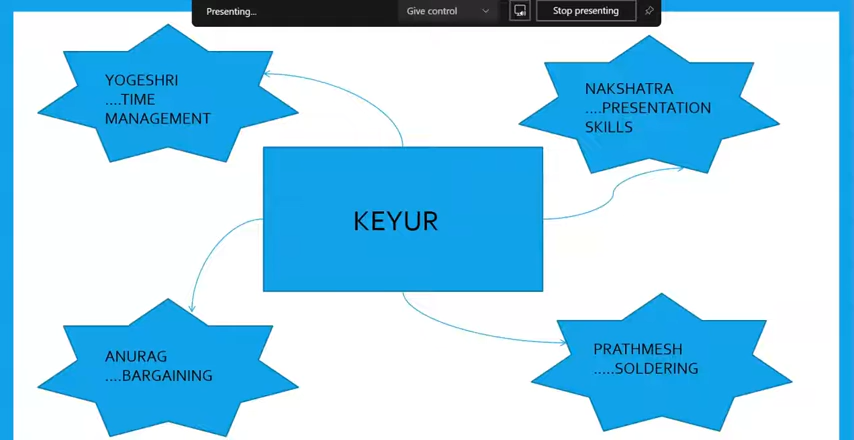 Presenting...
Give control
Stop presenting
YOGESHRI
....TIME
MANAGEMENT
NAKSHATRA
....PRESENTATION
SKILLS
KEYUR
ANURAG
....BARGAINING
PRATHMESH
.....SOLDERING